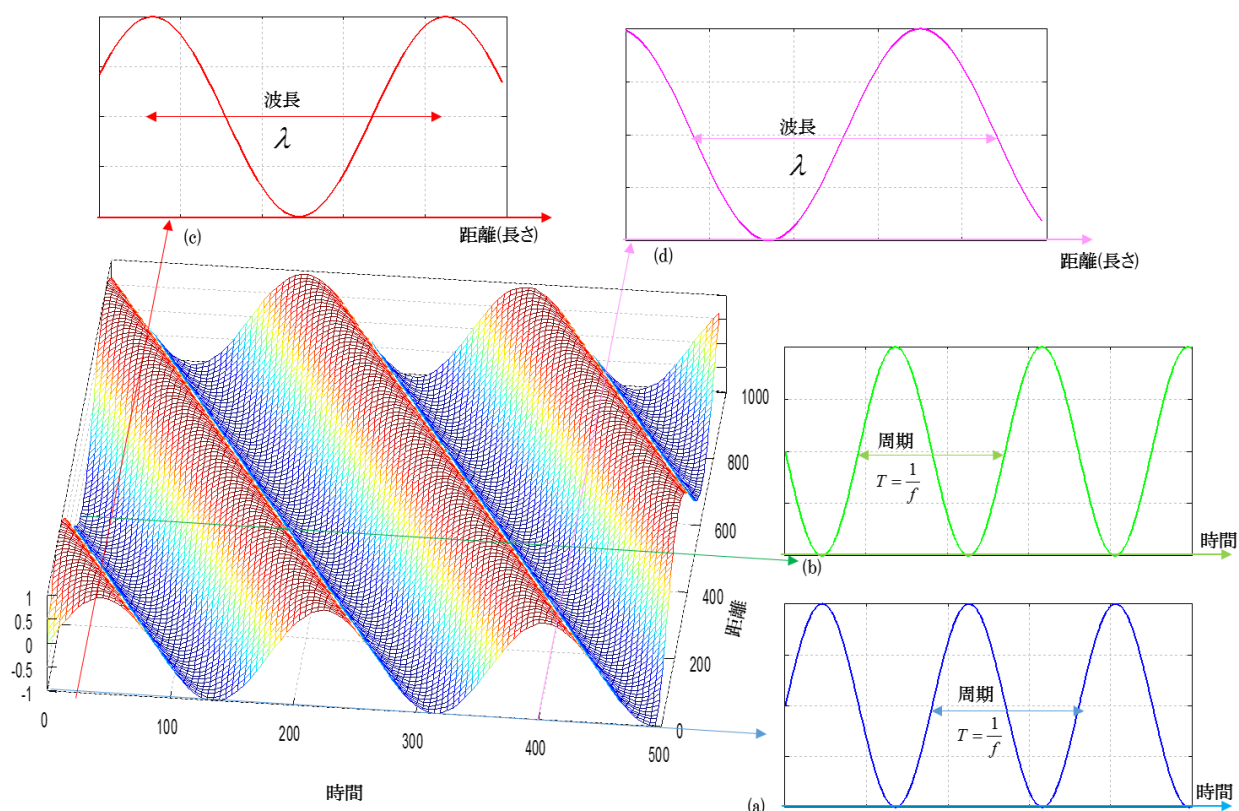 波長
λ
(c)
距離(長さ)
波長
λ
(d)
距離(長さ)
周期
T = 1/f
時間
(b)
周期
T = 1/f
時間
(a)
1
0.5
0
-0.5
-1
0
100
200
300
400
500
時間
0
200
400
600
800
1000
距離